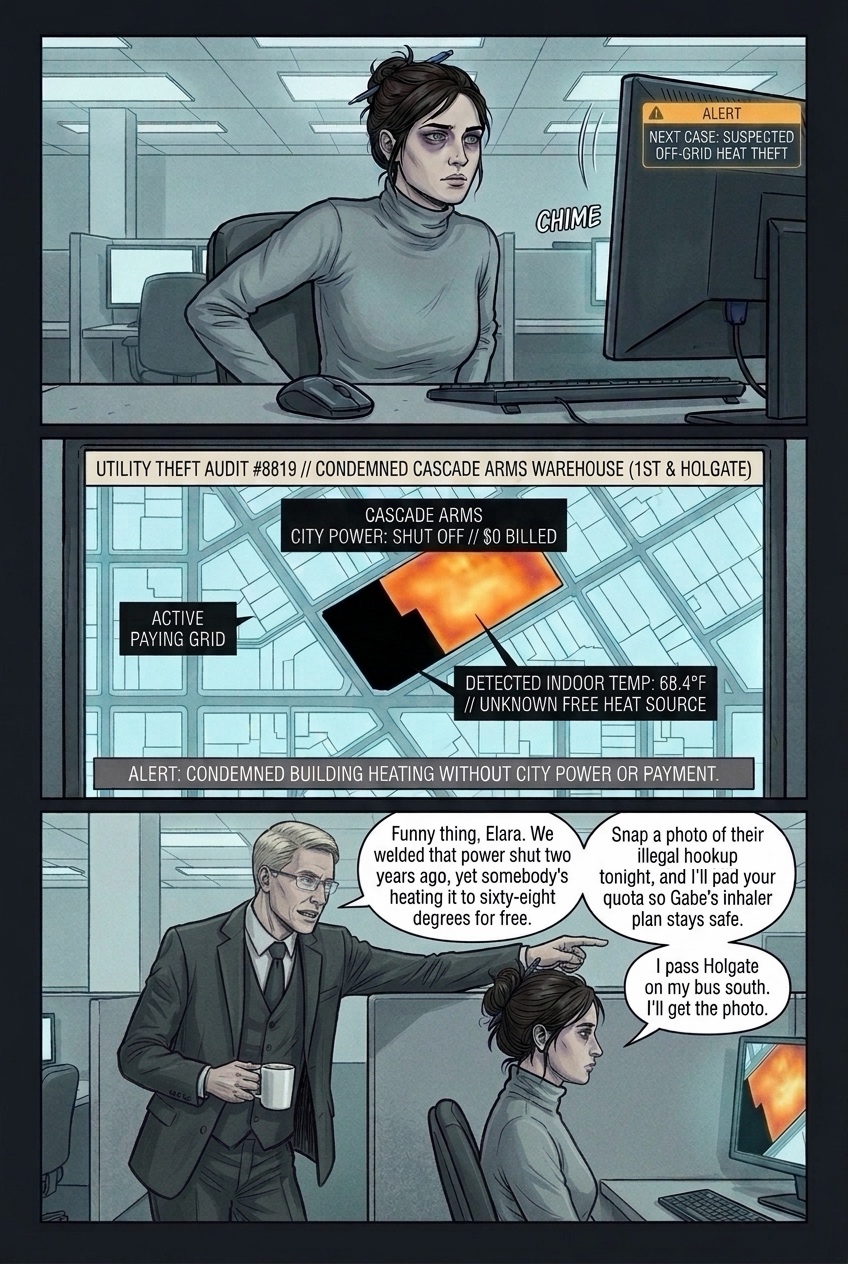 ALERT
NEXT CASE: SUSPECTED
OFF-GRID HEAT THEFT
CHIME
UTILITY THEFT AUDIT #8819 // CONDEMNED CASCADE ARMS WAREHOUSE (1ST & HOLGATE)
CASCADE ARMS
CITY POWER: SHUT OFF // $0 BILLED
ACTIVE
PAYING GRID
DETECTED INDOOR TEMP: 68.4°F
// UNKNOWN FREE HEAT SOURCE
ALERT: CONDEMNED BUILDING HEATING WITHOUT CITY POWER OR PAYMENT.
Funny thing, Elara. We
welded that power shut two
years ago, yet somebody's
heating it to sixty-eight
degrees for free.
Snap a photo of their
illegal hookup
tonight, and I'll pad your
quota so Gabe's inhaler
plan stays safe.
I pass Holgate
on my bus south.
I'll get the photo.